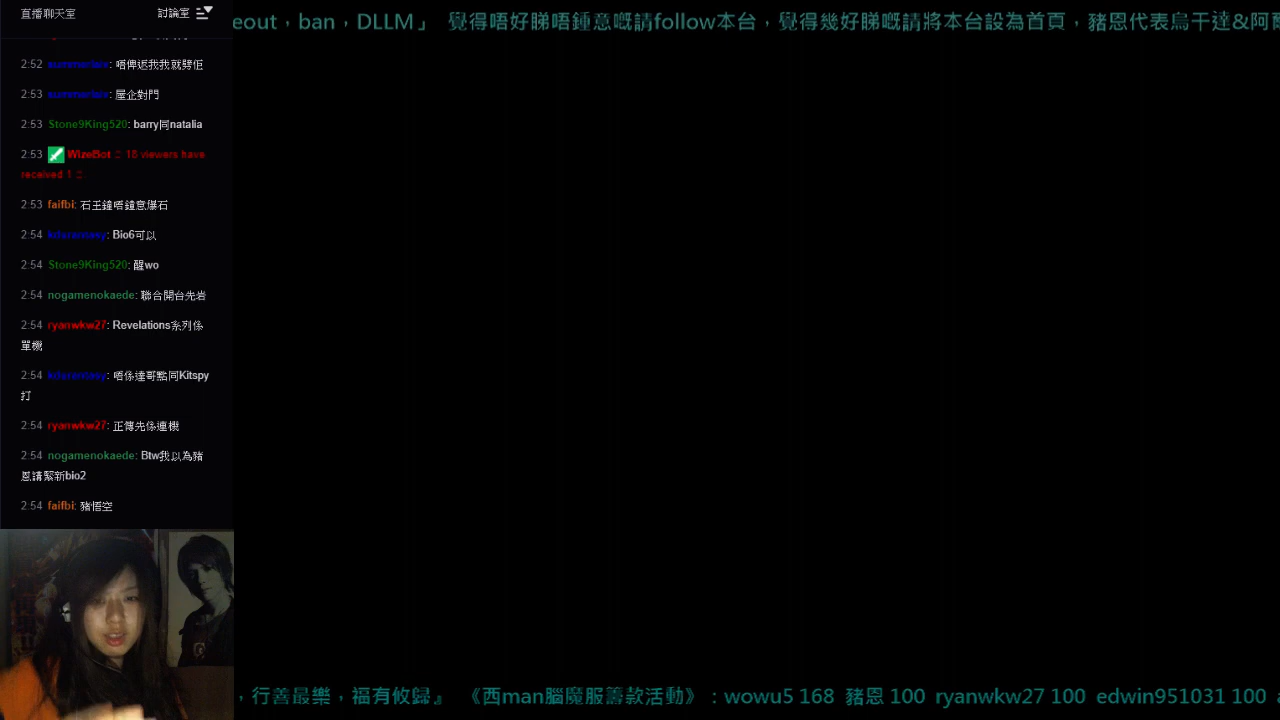 直播聊天室 討論室
eout，ban，DLLM」 覺得唔好睇唔鍾意嘅請follow本台，覺得幾好睇嘅請將本台設為首頁，豬恩代表烏干達&阿
2:52 summerlais: 唔俾返我我就劈佢
2:53 summerlais: 屋企對門
2:53 Stone9King520: barry同natalia
2:53 WizeBot : 18 viewers have
received 1
2:53 faifbi: 石王鐘唔鐘意傑石
2:54 Bio6可以
2:54 Stone9King520: 醒wo
2:54 nogamenokaede: 聯合開台先岩
2:54 ryanwkw27: Revelations系列係
單機
2:54 唔係達哥點同Kitspy
打
2:54 ryanwkw27: 正傳先係連機
2:54 nogamenokaede: Btw我以為豬
恩講緊新bio2
2:54 faifbi: 豬悟空
，行善最樂，福有攸歸』 《西man腦魔服籌款活動》：wowu5 168 豬恩 100 ryanwkw27 100 edwin951031 100